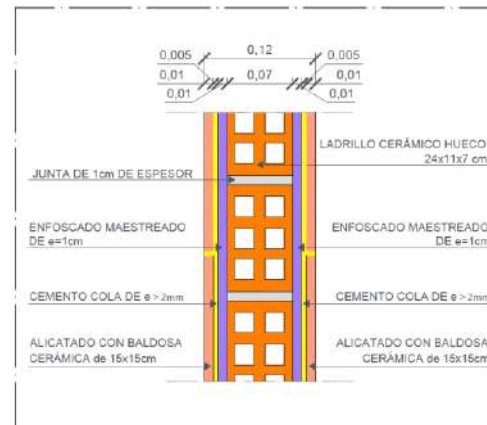 0,12
0,005
0,005
0,01
0,07
0,01
0,01
0,01
LADRILLO CERÁMICO HUECO
24x11x7 cm
JUNTA DE 1cm DE ESPESOR
ENFOSCADO MAESTREADO
DE e=1cm
ENFOSCADO MAESTREADO
DE e=1cm
CEMENTO COLA DE e > 2mm
CEMENTO COLA DE e > 2mm
ALICATADO CON BALDOSA
CERÁMICA de 15x15cm
ALICATADO CON BALDOSA
CERÁMICA de 15x15cm